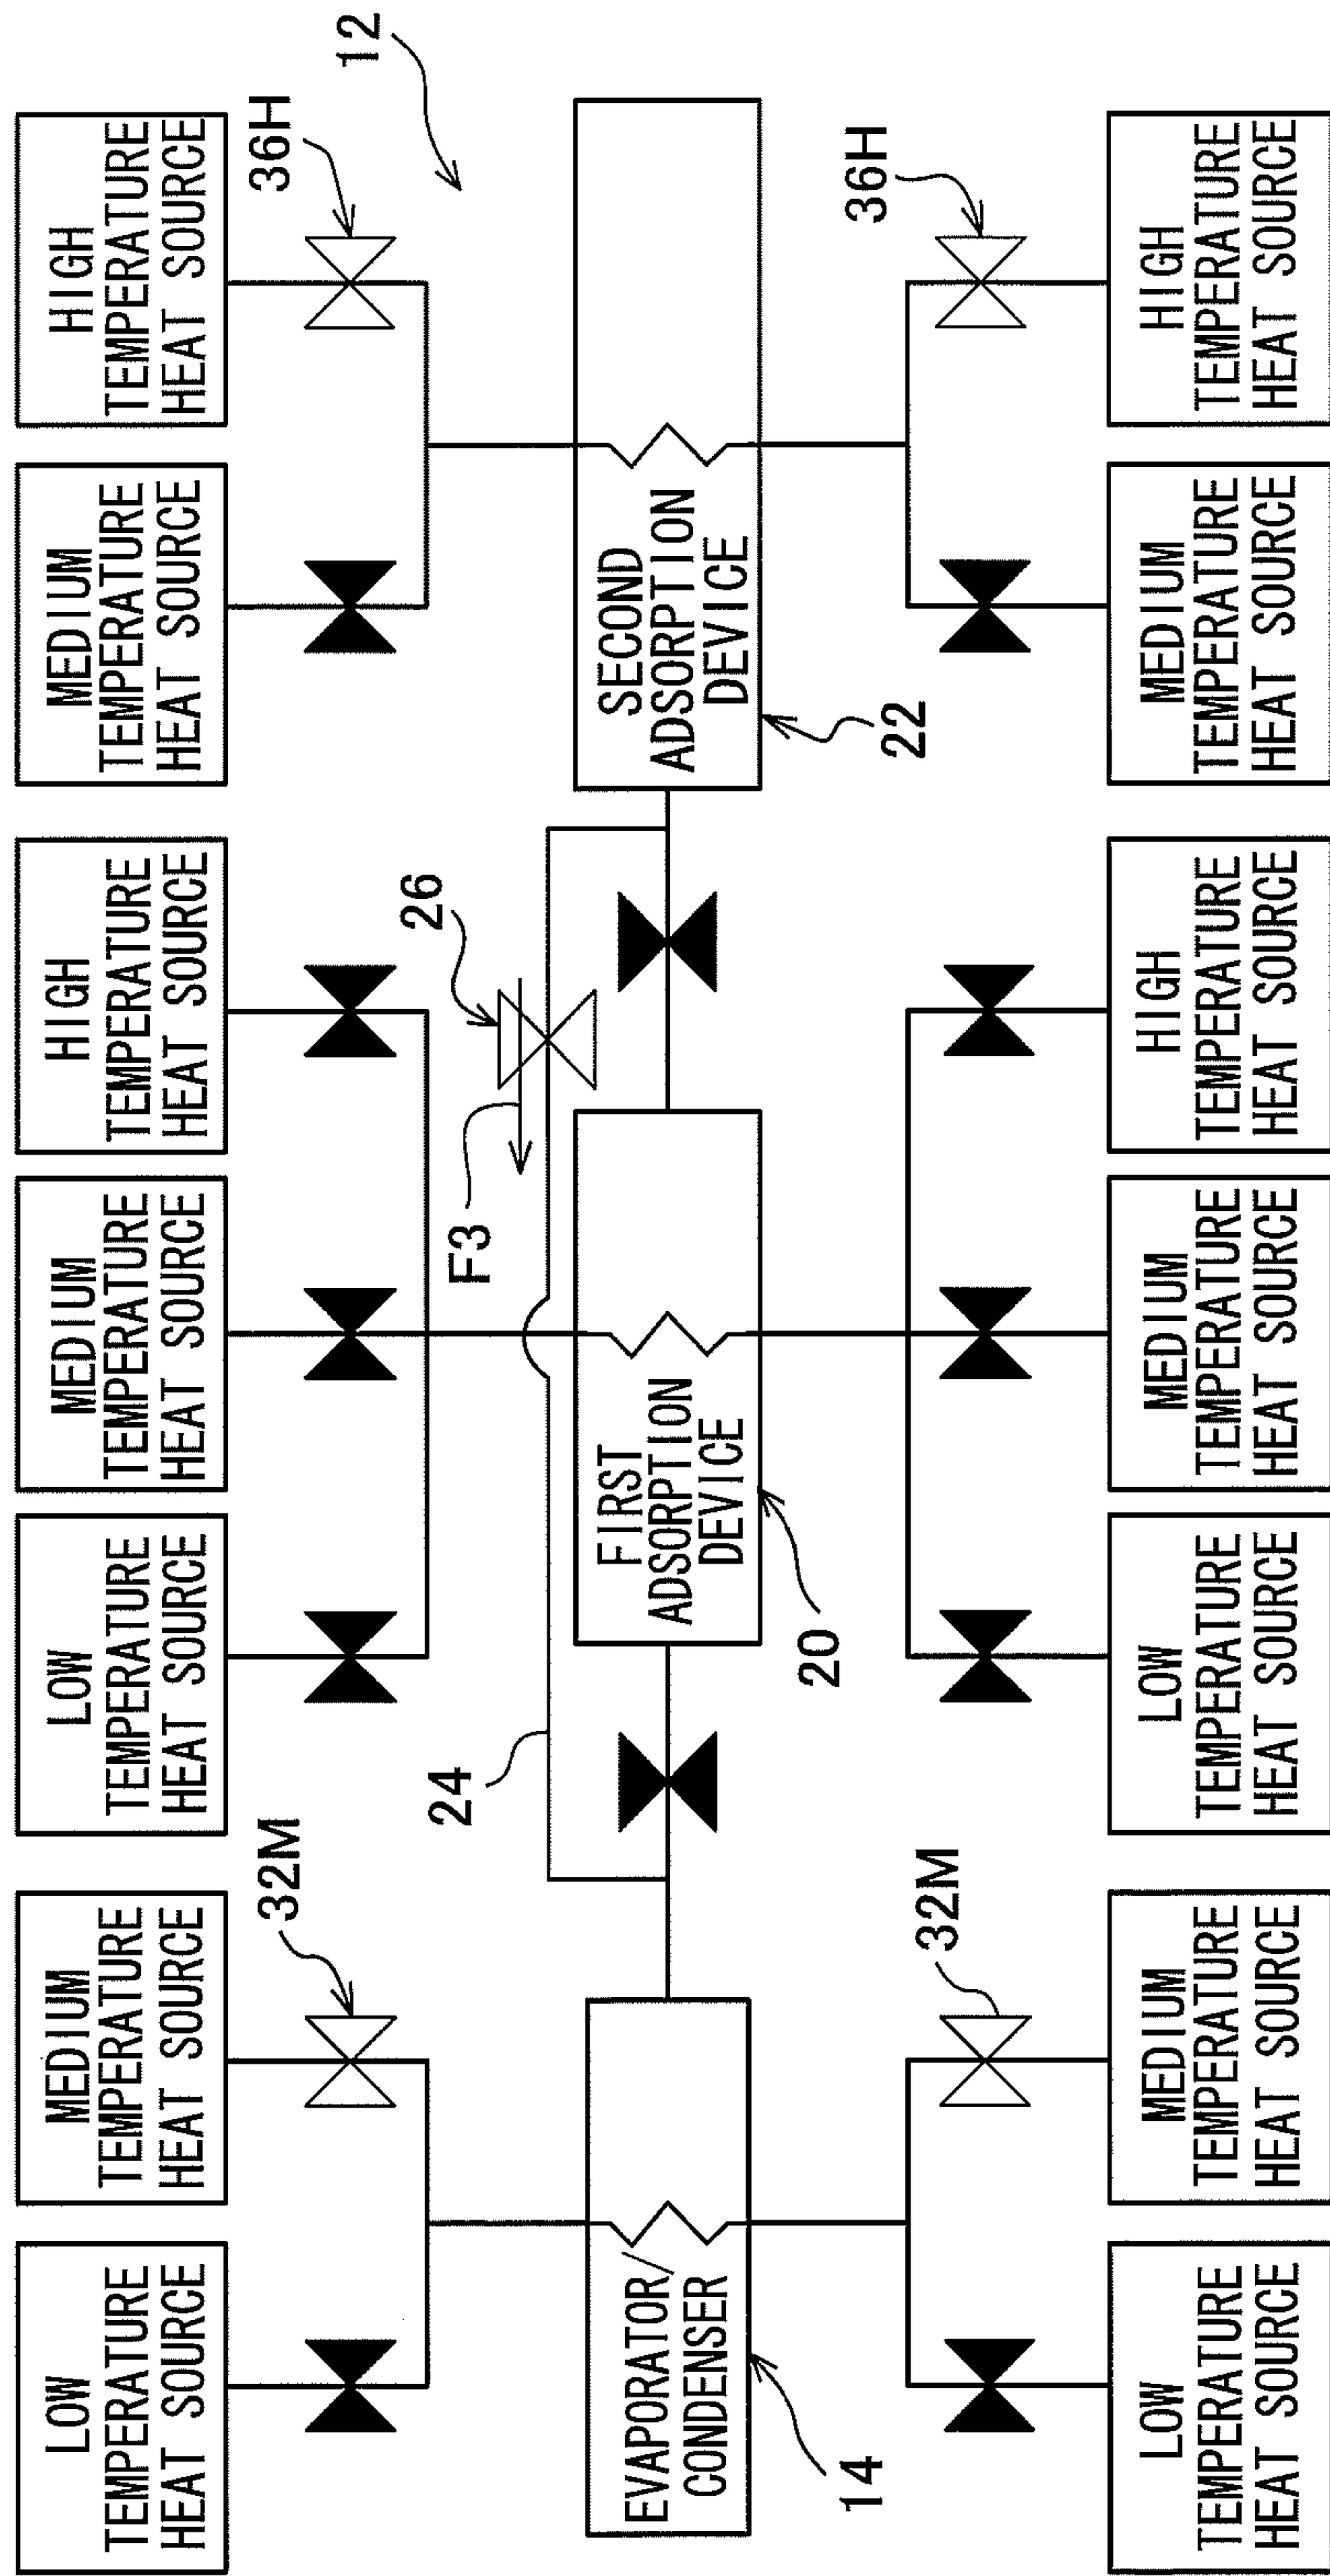 LOW
TEMPERATURE
HEAT SOURCE
MEDIUM
TEMPERATURE
HEAT SOURCE
LOW
TEMPERATURE
HEAT SOURCE
MEDIUM
TEMPERATURE
HEAT SOURCE
HIGH
TEMPERATURE
HEAT SOURCE
MEDIUM
TEMPERATURE
HEAT SOURCE
HIGH
TEMPERATURE
HEAT SOURCE
32M
36H
12
24
F3
26
EVAPORATOR/
CONDENSER
FIRST
ADSORPTION
DEVICE
SECOND
ADSORPTION
DEVICE
14
20
22
32M
36H
LOW
TEMPERATURE
HEAT SOURCE
MEDIUM
TEMPERATURE
HEAT SOURCE
LOW
TEMPERATURE
HEAT SOURCE
MEDIUM
TEMPERATURE
HEAT SOURCE
HIGH
TEMPERATURE
HEAT SOURCE
MEDIUM
TEMPERATURE
HEAT SOURCE
HIGH
TEMPERATURE
HEAT SOURCE